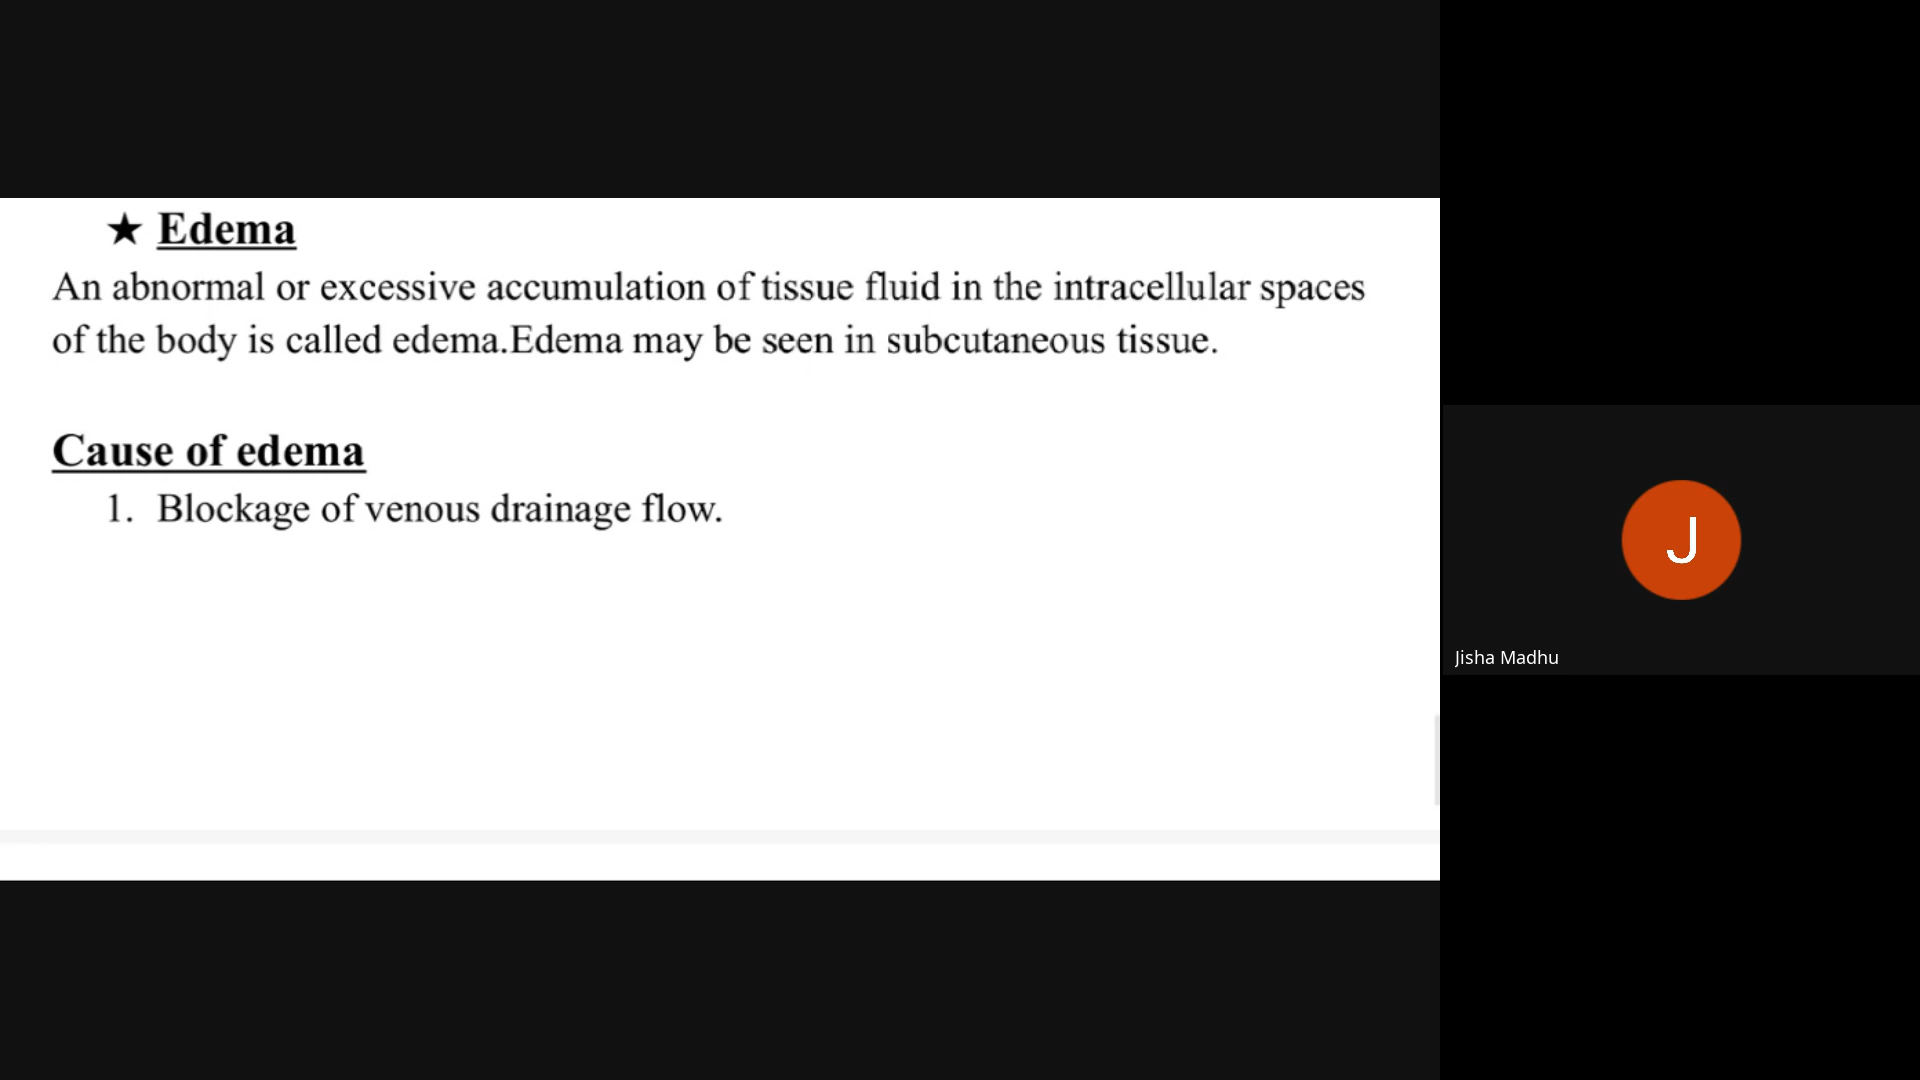 ★ Edema
An abnormal or excessive accumulation of tissue fluid in the intracellular spaces
of the body is called edema.Edema may be seen in subcutaneous tissue.
Cause of edema
1. Blockage of venous drainage flow.
J
Jisha Madhu